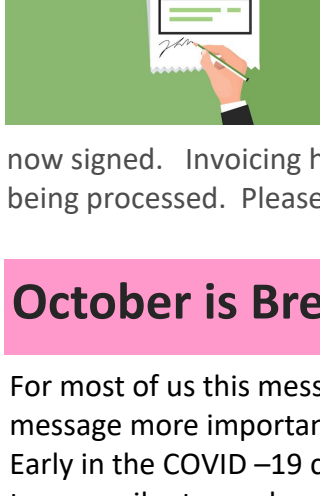 now signed. Invoicing h
being processed. Please
October is Bre
For most of us this mess
message more importan
Early in the COVID –19